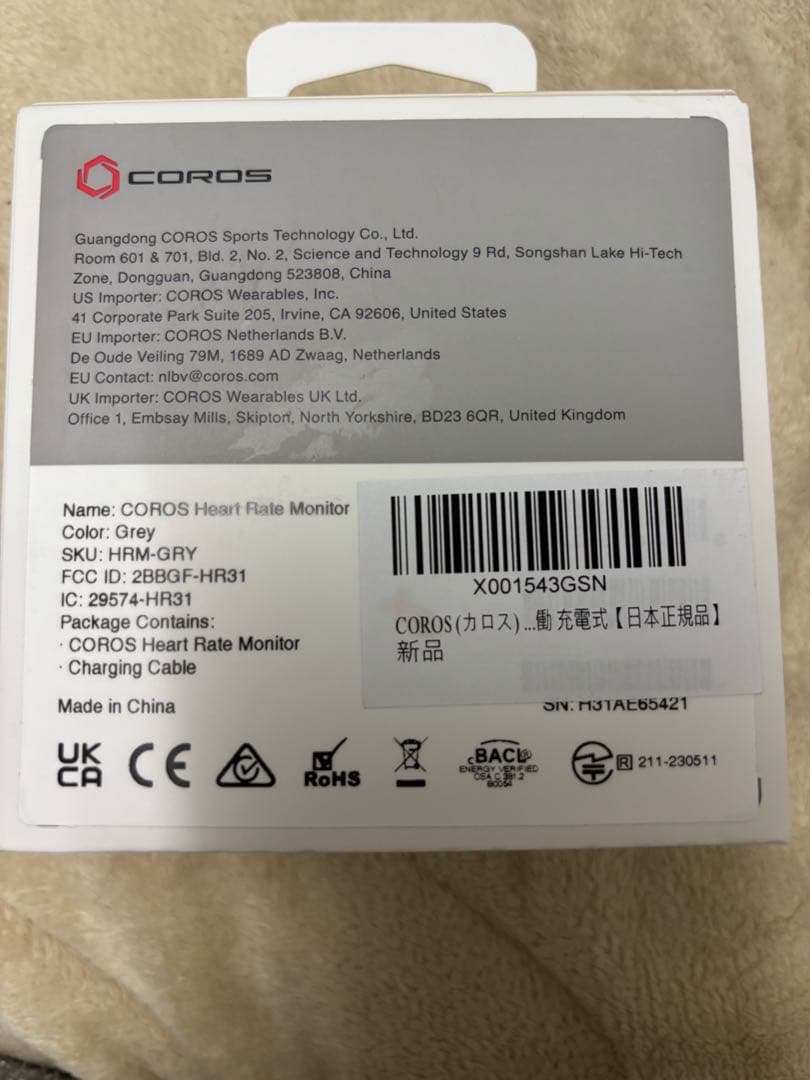 COROS
Guangdong COROS Sports Technology Co., Ltd.
Room 601 & 701, Bld. 2, No. 2, Science and Technology 9 Rd, Songshan Lake Hi-Tech
Zone, Dongguan, Guangdong 523808, China
US Importer: COROS Wearables, Inc.
41 Corporate Park Suite 205, Irvine, CA 92606, United States
EU Importer: COROS Netherlands B.V.
De Oude Veiling 79M, 1689 AD Zwaag, Netherlands
EU Contact: nlbv@coros.com
UK Importer: COROS Wearables UK Ltd.
Office 1, Embsay Mills, Skipton, North Yorkshire, BD23 6QR, United Kingdom
Name: COROS Heart Rate Monitor
Color: Grey
SKU: HRM-GRY
FCC ID: 2BBGF-HR31
IC: 29574-HR31
Package Contains:
· COROS Heart Rate Monitor
· Charging Cable
Made in China
X001543GSN
COROS(カロス)...働 充電式【日本正規品】
新品
SN: H31AE65421
UK
CA
CE
RoHS
cBACL®
ENERGY VERIFIED
R 211-230511